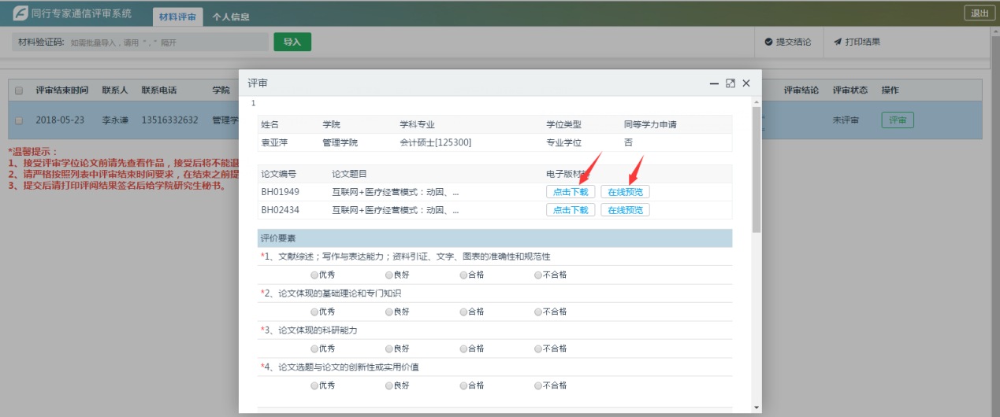 同行专家通信评审系统 材料评审 个人信息 退出
材料验证码: 如需批量导入，请用 "，" 隔开 导入 提交结论 打印结果
评审
1
评审结束时间 联系人 联系电话 学院 评审结论 评审状态 操作
2018-05-23 李永谦 13516332632 管理学 未评审 评审
姓名 学院 学科专业 学位类型 同等学力申请
袁亚萍 管理学院 会计硕士[125300] 专业学位 否
*温馨提示：
1、接受评审学位论文前请先查看作品，接受后将不能退
2、请严格按照列表中评审结束时间要求，在结束之前提
3、提交后请打印评阅结果签名后给学院研究生秘书。
论文编号 论文题目 电子版材料
BH01949 互联网+医疗经营模式：动因、... 点击下载 在线预览
BH02434 互联网+医疗经营模式：动因、... 点击下载 在线预览
评价要素
*1、文献综述；写作与表达能力；资料引证、文字、图表的准确性和规范性
优秀 良好 合格 不合格
*2、论文体现的基础理论和专门知识
优秀 良好 合格 不合格
*3、论文体现的科研能力
优秀 良好 合格 不合格
*4、论文选题与论文的创新性或实用价值
优秀 良好 合格 不合格